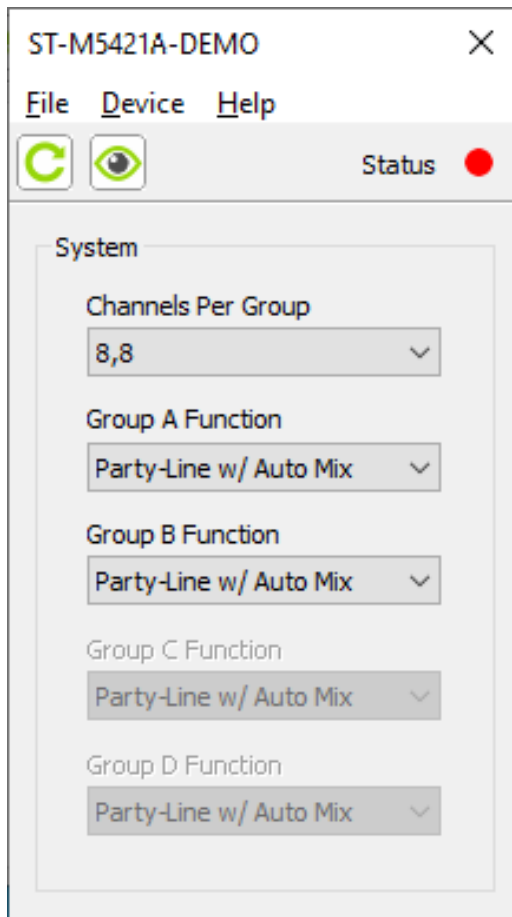 ST-M5421A-DEMO
File Device Help
Status
System
Channels Per Group
8,8
Group A Function
Party-Line w/ Auto Mix
Group B Function
Party-Line w/ Auto Mix
Group C Function
Party-Line w/ Auto Mix
Group D Function
Party-Line w/ Auto Mix